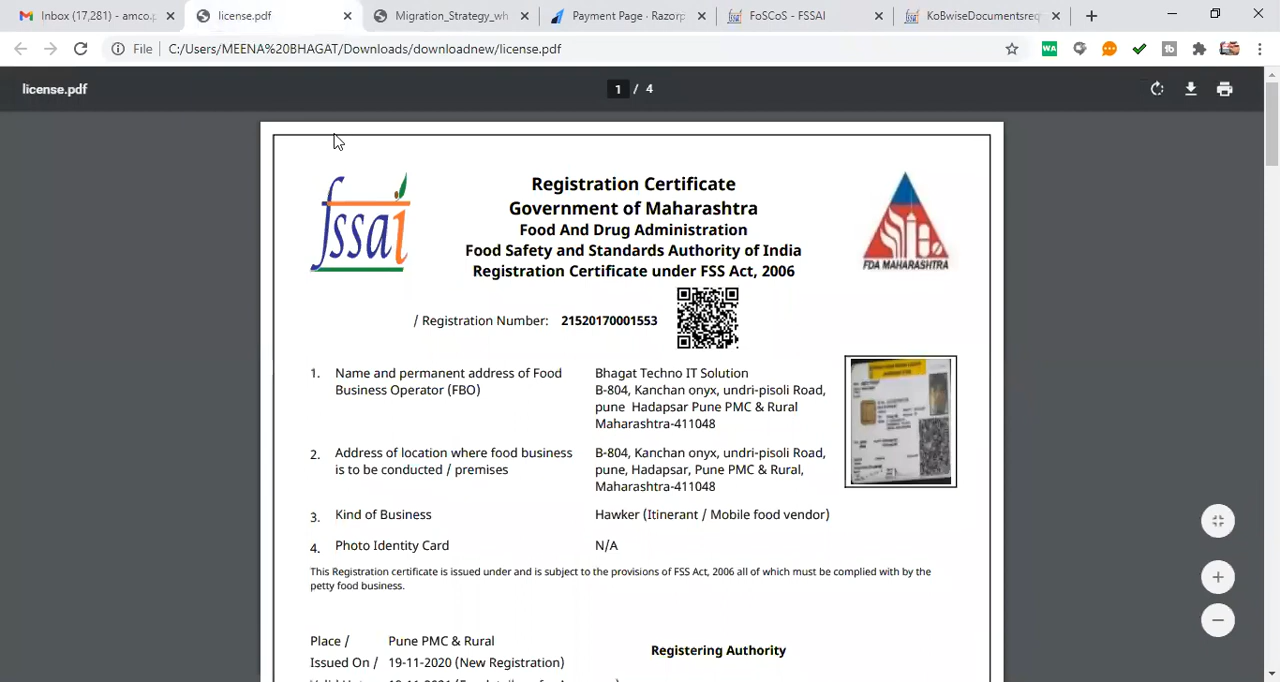 Inbox (17,281) - amco.p
license.pdf
Migration_Strategy_wh
Payment Page - Razorp
FoSCoS - FSSAI
KoBwiseDocumentsreq
File
C:/Users/MEENA%20BHAGAT/Downloads/downloadnew/license.pdf
WA
license.pdf
1 / 4
fssai
Registration Certificate
Government of Maharashtra
Food And Drug Administration
Food Safety and Standards Authority of India
Registration Certificate under FSS Act, 2006
FDA MAHARASHTRA
/ Registration Number: 21520170001553
1. Name and permanent address of Food Business Operator (FBO)
Bhagat Techno IT Solution
B-804, Kanchan onyx, undri-pisoli Road,
pune Hadapsar Pune PMC & Rural
Maharashtra-411048
2. Address of location where food business is to be conducted / premises
B-804, Kanchan onyx, undri-pisoli Road,
pune, Hadapsar, Pune PMC & Rural,
Maharashtra-411048
3. Kind of Business
Hawker (Itinerant / Mobile food vendor)
4. Photo Identity Card
N/A
This Registration certificate is issued under and is subject to the provisions of FSS Act, 2006 all of which must be complied with by the
petty food business.
Place / Pune PMC & Rural
Issued On / 19-11-2020 (New Registration)
Registering Authority